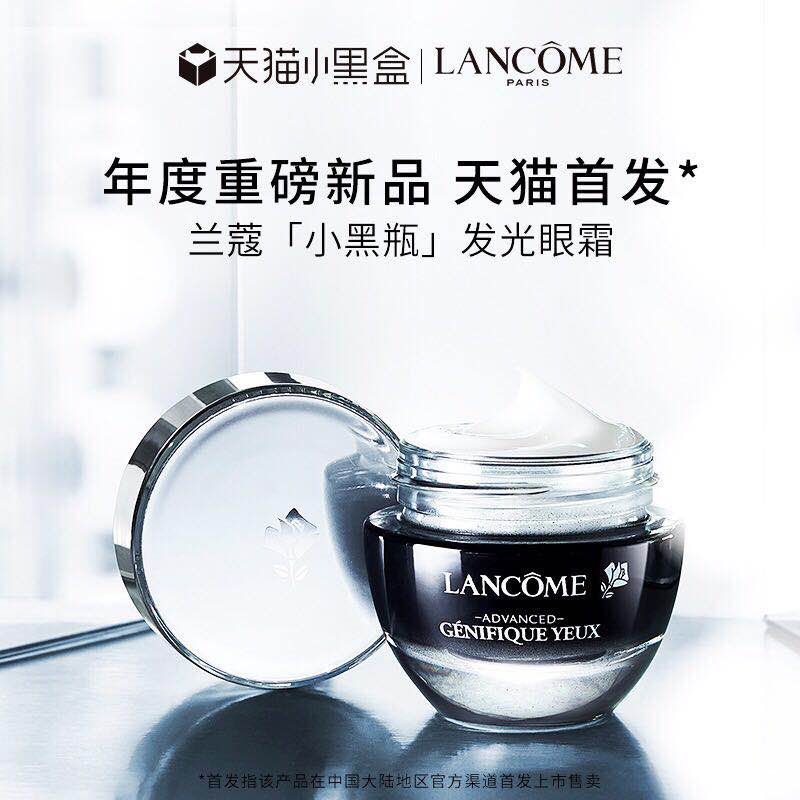 天猫小黑盒 | LANCÔME
PARIS
年度重磅新品 天猫首发*
兰蔻「小黑瓶」发光眼霜
LANCÔME
-ADVANCED-
GÉNIFIQUE YEUX
*首发指该产品在中国大陆地区官方渠道首发上市售卖